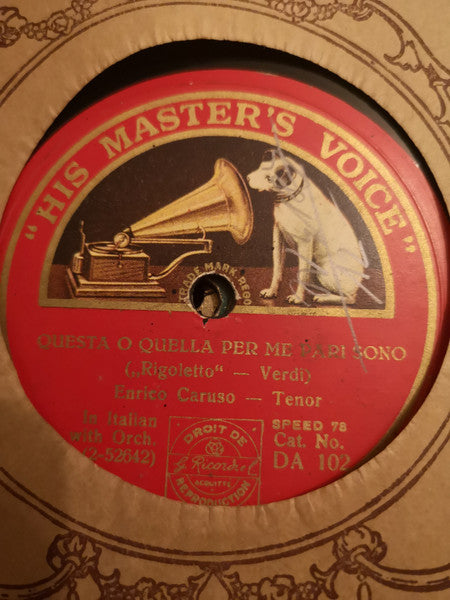 "HIS MASTER'S VOICE"
TRADE MARK REGD
QUESTA O QUELLA PER ME PARI SONO
(„Rigoletto“ — Verdi)
Enrico Caruso — Tenor
In Italian
with Orch.
(2-52642)
DROIT DE
G. Ricordi
ACQUITTÉ
REPRODUCTION
SPEED 78
Cat. No.
DA 102